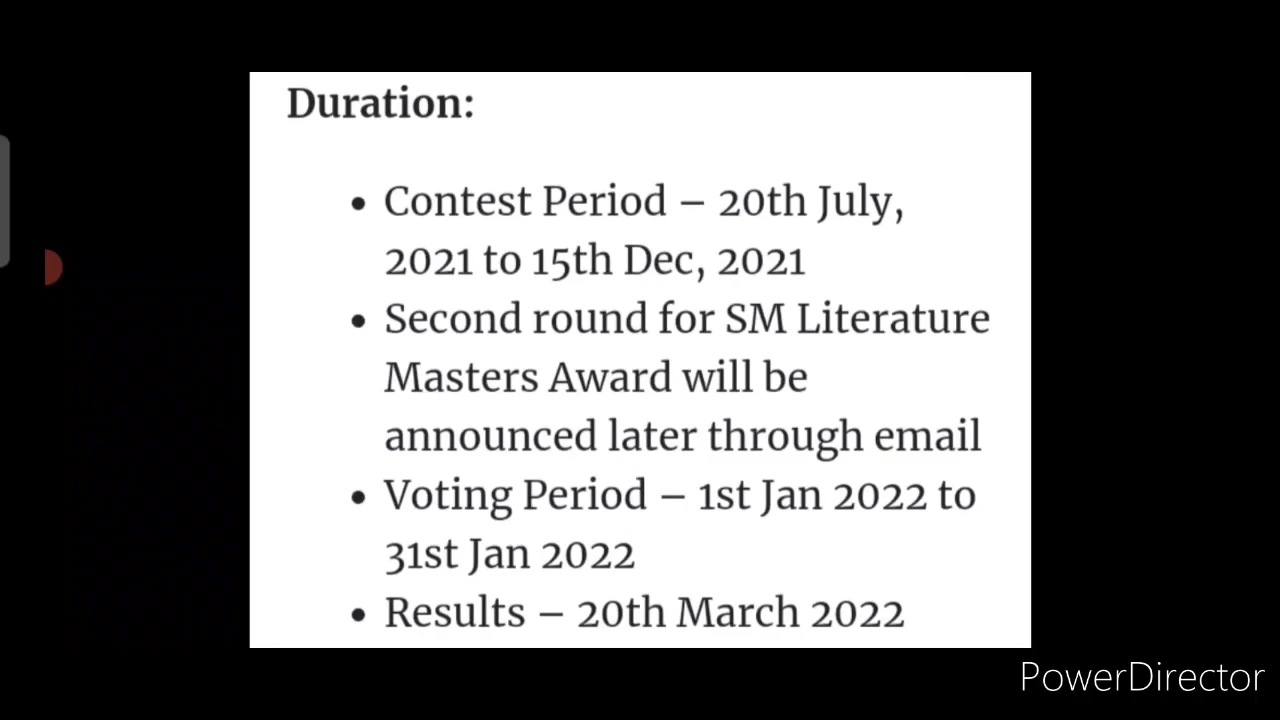 Duration:
• Contest Period – 20th July,
2021 to 15th Dec, 2021
• Second round for SM Literature
Masters Award will be
announced later through email
• Voting Period – 1st Jan 2022 to
31st Jan 2022
• Results – 20th March 2022
PowerDirector